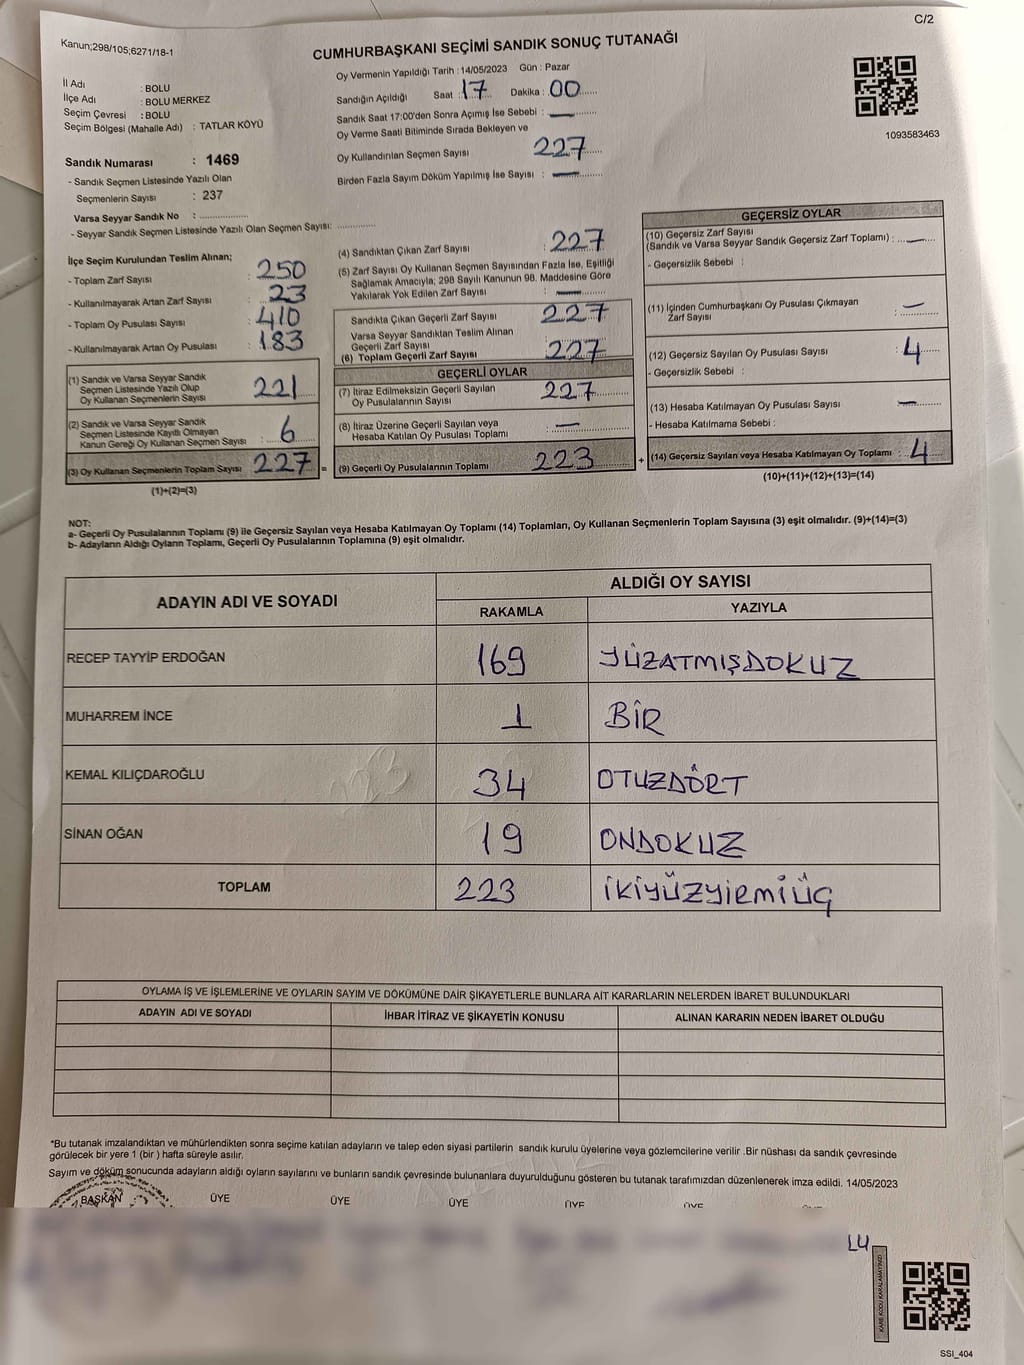 C/2
Kanun;298/105;6271/18-1
CUMHURBAŞKANI SEÇİMİ SANDIK SONUÇ TUTANAĞI
İl Adı : BOLU
İlçe Adı : BOLU MERKEZ
Seçim Çevresi : BOLU
Seçim Bölgesi (Mahalle Adı) : TATLAR KÖYÜ
Sandık Numarası : 1469
- Sandık Seçmen Listesinde Yazılı Olan
Seçmenlerin Sayısı : 237
Varsa Seyyar Sandık No : ..................
- Seyyar Sandık Seçmen Listesinde Yazılı Olan Seçmen Sayısı: ..............
Oy Vermenin Yapıldığı Tarih : 14/05/2023 Gün : Pazar
Sandığın Açıldığı Saat : 17 Dakika : 00
Sandık Saat 17:00'den Sonra Açımış İse Sebebi : —
Oy Verme Saati Bitiminde Sırada Bekleyen ve
Oy Kullandırılan Seçmen Sayısı 227
Birden Fazla Sayım Döküm Yapılmış İse Sayısı : —
1093583463
İlçe Seçim Kurulundan Teslim Alınan;
- Toplam Zarf Sayısı : 250
- Kullanılmayarak Artan Zarf Sayısı : 23
- Toplam Oy Pusulası Sayısı : 410
- Kullanılmayarak Artan Oy Pusulası : 183
(1) Sandık ve Varsa Seyyar Sandık
Seçmen Listesinde Yazılı Olup
Oy Kullanan Seçmenlerin Sayısı : 221
(2) Sandık ve Varsa Seyyar Sandık
Seçmen Listesinde Kayıtlı Olmayan
Kanun Gereği Oy Kullanan Seçmen Sayısı : 6
(3) Oy Kullanan Seçmenlerin Toplam Sayısı : 227 =
(1)+(2)=(3)
(4) Sandıktan Çıkan Zarf Sayısı : 227
(5) Zarf Sayısı Oy Kullanan Seçmen Sayısından Fazla İse, Eşitliği
Sağlamak Amacıyla; 298 Sayılı Kanunun 98. Maddesine Göre
Yakılarak Yok Edilen Zarf Sayısı : —
Sandıkta Çıkan Geçerli Zarf Sayısı : 227
Varsa Seyyar Sandıktan Teslim Alınan
Geçerli Zarf Sayısı :
(6) Toplam Geçerli Zarf Sayısı 227
GEÇERLİ OYLAR
(7) İtiraz Edilmeksizin Geçerli Sayılan
Oy Pusulalarının Sayısı : 227
(8) İtiraz Üzerine Geçerli Sayılan veya
Hesaba Katılan Oy Pusulası Toplamı : —
(9) Geçerli Oy Pusulalarının Toplamı 223 +
GEÇERSİZ OYLAR
(10) Geçersiz Zarf Sayısı
(Sandık ve Varsa Seyyar Sandık Geçersiz Zarf Toplamı) : —
- Geçersizlik Sebebi :
(11) İçinden Cumhurbaşkanı Oy Pusulası Çıkmayan
Zarf Sayısı : —
(12) Geçersiz Sayılan Oy Pusulası Sayısı : 4
- Geçersizlik Sebebi :
(13) Hesaba Katılmayan Oy Pusulası Sayısı : —
- Hesaba Katılmama Sebebi :
(14) Geçersiz Sayılan veya Hesaba Katılmayan Oy Toplamı : 4
(10)+(11)+(12)+(13)=(14)
NOT:
a- Geçerli Oy Pusulalarının Toplamı (9) ile Geçersiz Sayılan veya Hesaba Katılmayan Oy Toplamı (14) Toplamları, Oy Kullanan Seçmenlerin Toplam Sayısına (3) eşit olmalıdır. (9)+(14)=(3)
b- Adayların Aldığı Oyların Toplamı, Geçerli Oy Pusulalarının Toplamına (9) eşit olmalıdır.
ADAYIN ADI VE SOYADI ALDIĞI OY SAYISI
RAKAMLA YAZIYLA
RECEP TAYYİP ERDOĞAN 169 YÜZATMIŞDOKUZ
MUHARREM İNCE 1 BİR
KEMAL KILIÇDAROĞLU 34 OTUZDÖRT
SİNAN OĞAN 19 ONDOKUZ
TOPLAM 223 İKİYÜZYİRMİÜÇ
OYLAMA İŞ VE İŞLEMLERİNE VE OYLARIN SAYIM VE DÖKÜMÜNE DAİR ŞİKAYETLERLE BUNLARA AİT KARARLARIN NELERDEN İBARET BULUNDUKLARI
ADAYIN ADI VE SOYADI İHBAR İTİRAZ VE ŞİKAYETİN KONUSU ALINAN KARARIN NEDEN İBARET OLDUĞU
*Bu tutanak imzalandıktan ve mühürlendikten sonra seçime katılan adayların ve talep eden siyasi partilerin sandık kurulu üyelerine veya gözlemcilerine verilir .Bir nüshası da sandık çevresinde
görülecek bir yere 1 (bir ) hafta süreyle asılır.
Sayım ve döküm sonucunda adayların aldığı oyların sayılarını ve bunların sandık çevresinde bulunanlara duyurulduğunu gösteren bu tutanak tarafımızdan düzenlenerek imza edildi. 14/05/2023
BAŞKAN ÜYE ÜYE ÜYE ÜYE ÜYE
LU
KARE KODU KARALAMAYINIZ!
SSI_404